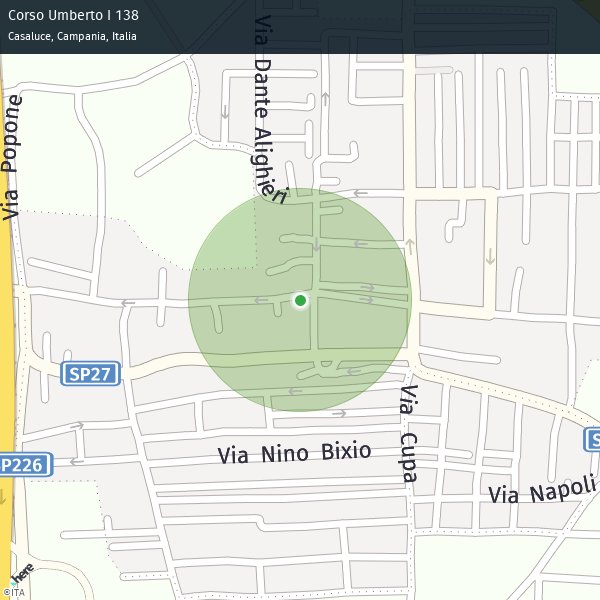 Corso Umberto I 138
Casaluce, Campania, Italia
Via Dante Alighieri
Via Popone
SP27
Via Cupa
Via Nino Bixio
SP226
Via Napoli
here
©ITA